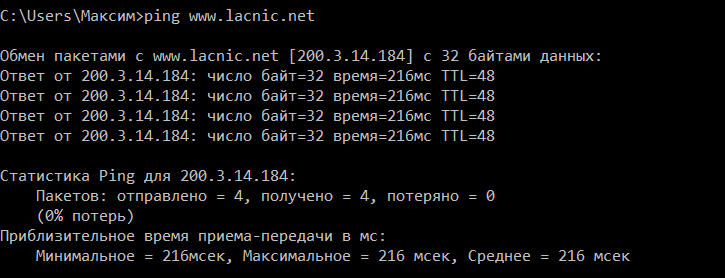 C:\Users\Максим>ping www.lacnic.net
Обмен пакетами с www.lacnic.net [200.3.14.184] с 32 байтами данных:
Ответ от 200.3.14.184: число байт=32 время=216мс TTL=48
Ответ от 200.3.14.184: число байт=32 время=216мс TTL=48
Ответ от 200.3.14.184: число байт=32 время=216мс TTL=48
Ответ от 200.3.14.184: число байт=32 время=216мс TTL=48
Статистика Ping для 200.3.14.184:
Пакетов: отправлено = 4, получено = 4, потеряно = 0
(0% потерь)
Приблизительное время приема-передачи в мс:
Минимальное = 216мсек, Максимальное = 216 мсек, Среднее = 216 мсек